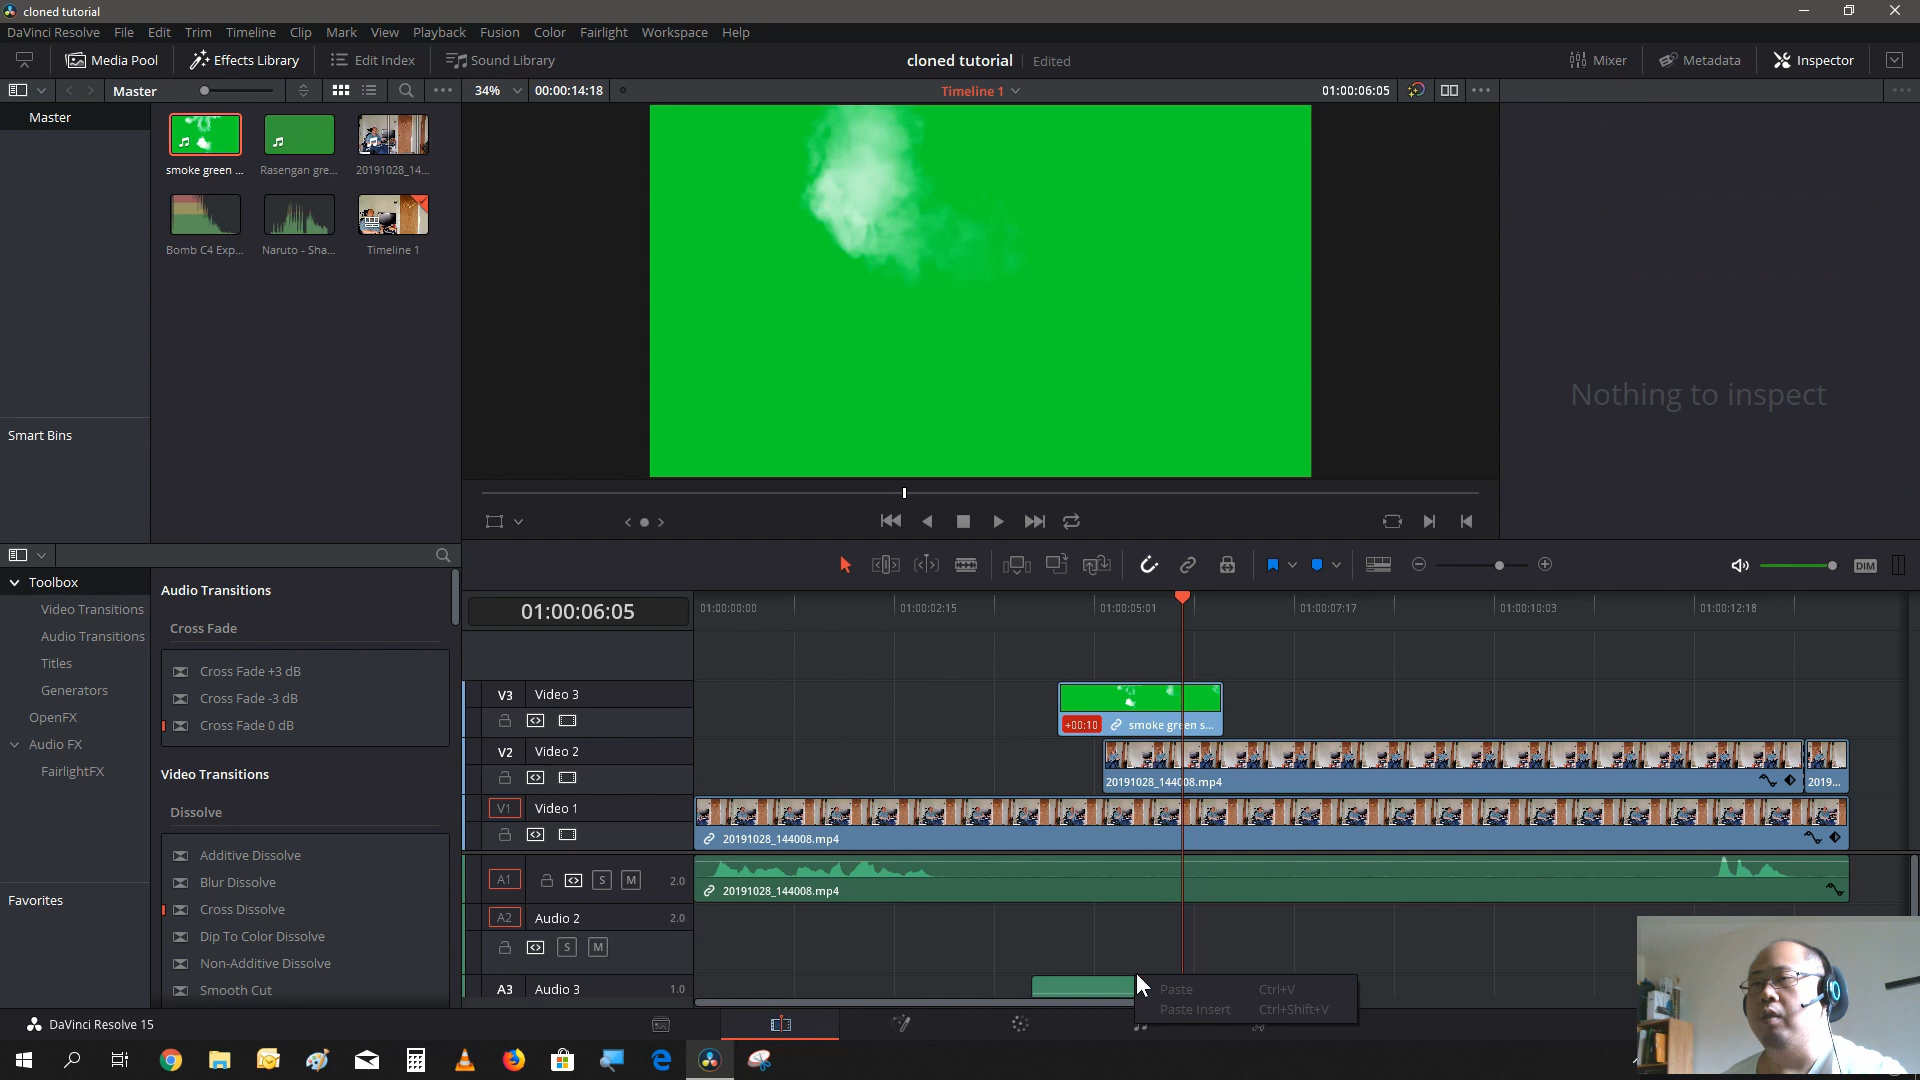 cloned tutorial
DaVinci Resolve File Edit Trim Timeline Clip Mark View Playback Fusion Color Fairlight Workspace Help
Media Pool Effects Library Edit Index Sound Library cloned tutorial Edited Mixer Metadata Inspector
Master 34% 00:00:14:18 Timeline 1 01:00:06:05
Master
smoke green ... Rasengan gre... 20191028_14...
Bomb C4 Exp... Naruto - Sha... Timeline 1
Nothing to inspect
Smart Bins
Toolbox
Video Transitions
Audio Transitions
Titles
Generators
OpenFX
Audio FX
FairlightFX
Favorites
Audio Transitions
Cross Fade
Cross Fade +3 dB
Cross Fade -3 dB
Cross Fade 0 dB
Video Transitions
Dissolve
Additive Dissolve
Blur Dissolve
Cross Dissolve
Dip To Color Dissolve
Non-Additive Dissolve
Smooth Cut
DIM
01:00:06:05 01:00:00:00 01:00:02:15 01:00:05:01 01:00:07:17 01:00:10:03 01:00:12:18
V3 Video 3
+00:10 smoke green s...
V2 Video 2
20191028_144008.mp4 2019...
V1 Video 1
20191028_144008.mp4
A1 S M 2.0
20191028_144008.mp4
A2 Audio 2 2.0
S M
A3 Audio 3 1.0
Paste Ctrl+V
Paste Insert Ctrl+Shift+V
DaVinci Resolve 15